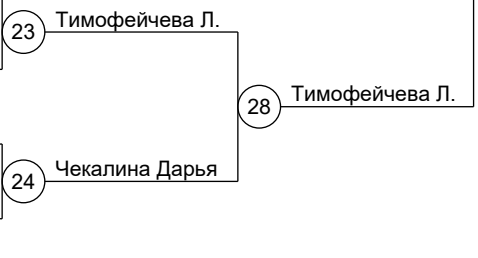 23 Тимофейчева Л.
28 Тимофейчева Л.
24 Чекалина Дарья